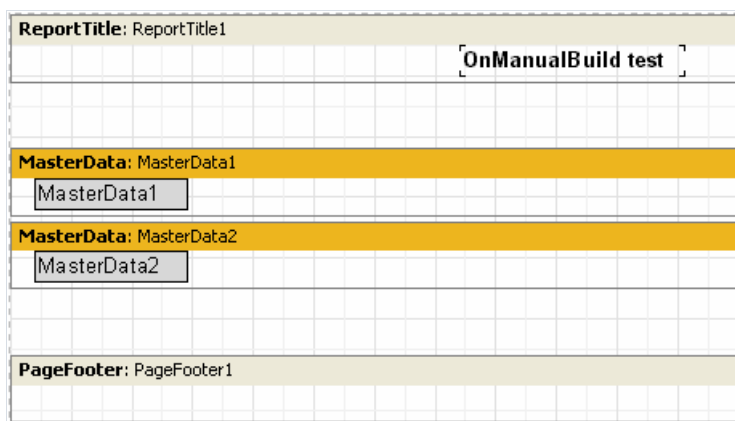 ReportTitle: ReportTitle1
OnManualBuild test
MasterData: MasterData1
MasterData1
MasterData: MasterData2
MasterData2
PageFooter: PageFooter1